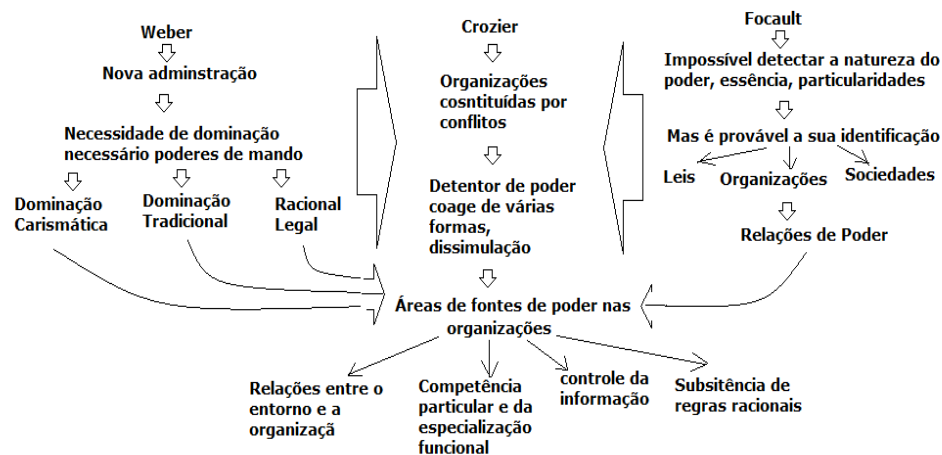 Weber
Nova adminstração
Necessidade de dominação
necessário poderes de mando
Dominação
Carismática
Dominação
Tradicional
Racional
Legal
Crozier
Organizações
cosntituídas por
conflitos
Detentor de poder
coage de várias
formas,
dissimulação
Focault
Impossível detectar a natureza do
poder, essência, particularidades
Mas é provável a sua identificação
Leis
Organizações
Sociedades
Relações de Poder
Áreas de fontes de poder nas
organizações
Relações entre o
entorno e a
organizaçã
Competência
particular e da
especialização
funcional
controle da
informação
Subsitência de
regras racionais